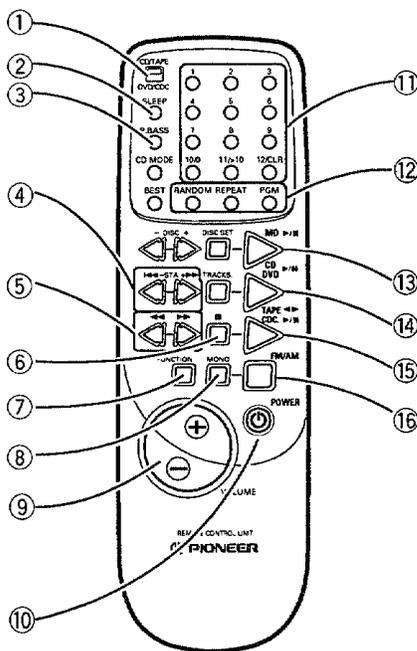 ①
CD/TAPE
DVD/CDC
② SLEEP
③ P.BASS
1 2 3
4 5 6
7 8 9
CD MODE 10/0 11/>10 12/CLR
BEST RANDOM REPEAT PGM
⑪
⑫
④
⑤
− DISC + DISC SET MD ▶/⏸
⑬
|◀◀ −STA +▶▶| TRACKS CD ▶/⏸
DVD
⑭
◀◀ ▶▶ ■ TAPE ◀▶
CDC ▶/⏸
⑮
⑥
FUNCTION MONO FM/AM
⑯
⑦
⑧
POWER
⑨
+
−
VOLUME
REMOTE CONTROL UNIT
PIONEER
⑩